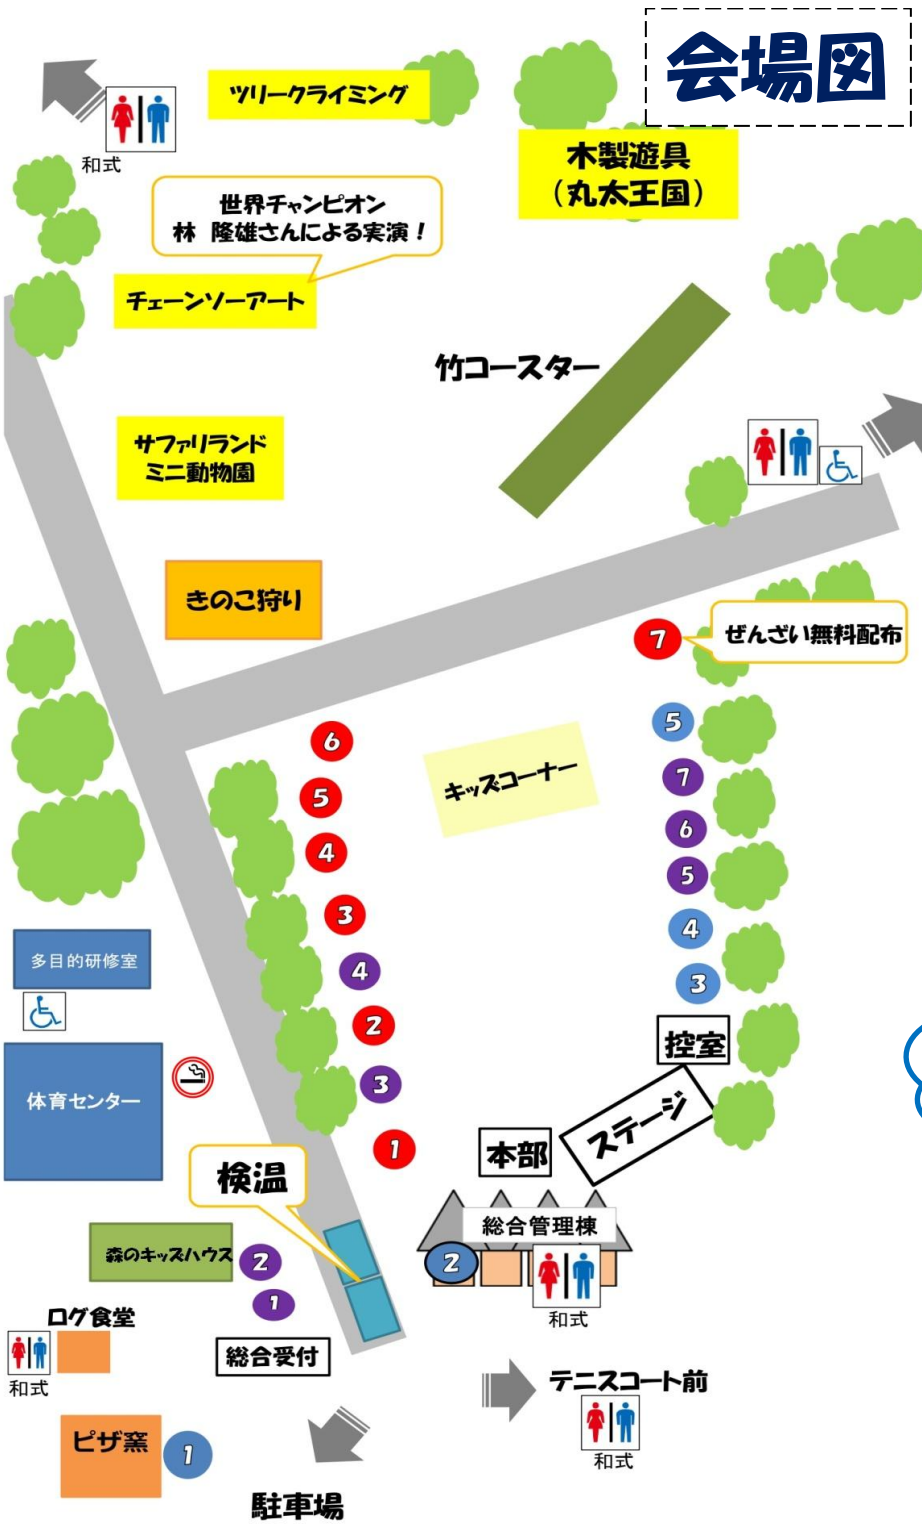 会場図
ツリークライミング
和式
木製遊具
（丸太王国）
世界チャンピオン
林　隆雄さんによる実演！
チェーンソーアート
竹コースター
サファリランド
ミニ動物園
きのこ狩り
7
ぜんざい無料配布
6
5
キッズコーナー
5
7
4
6
5
3
4
多目的研修室
4
3
2
控室
体育センター
3
ステージ
1
本部
検温
総合管理棟
森のキッズハウス
2
2
1
和式
ログ食堂
総合受付
和式
テニスコート前
ピザ窯
1
和式
駐車場